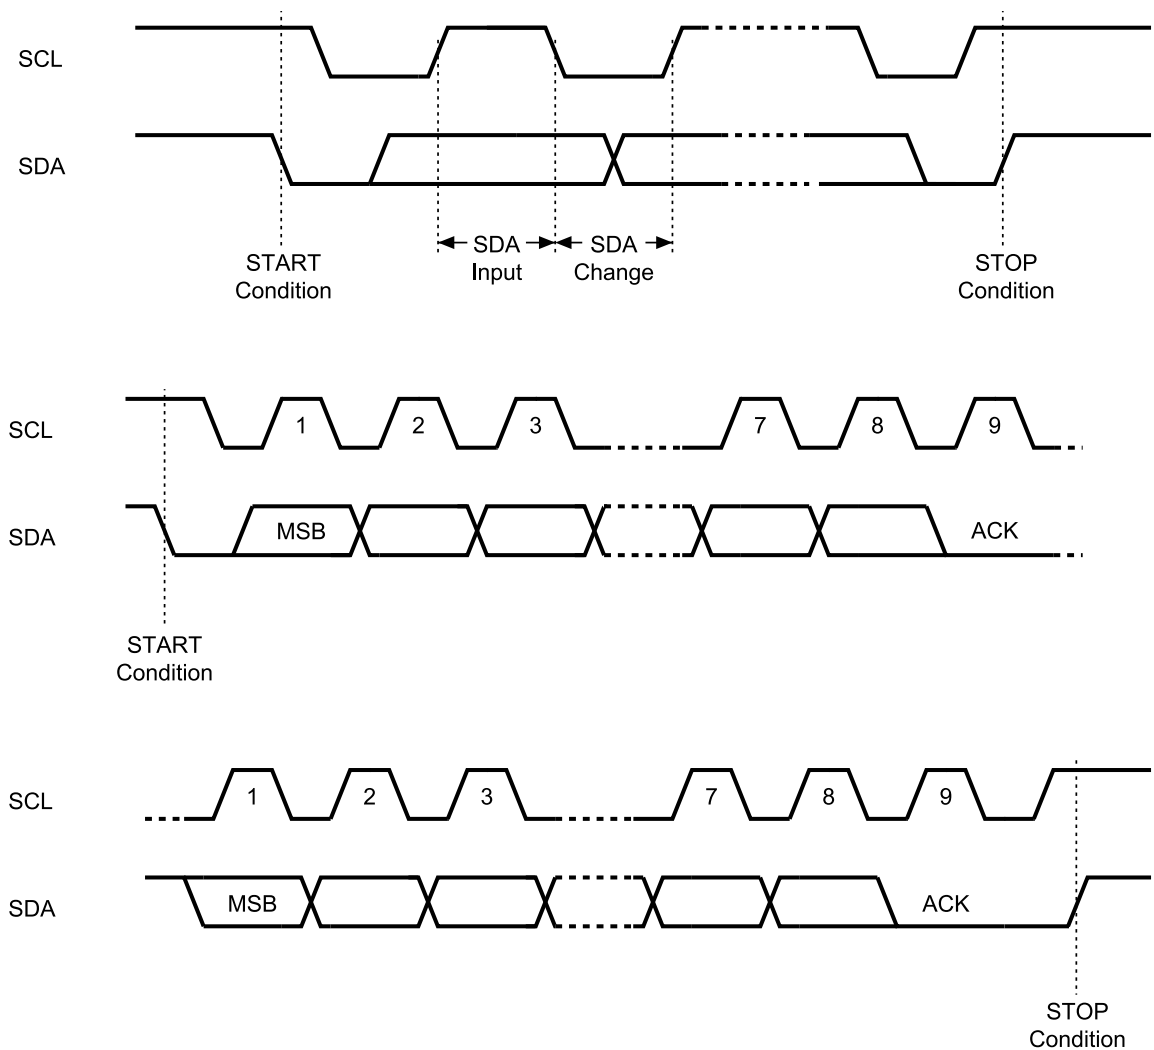 SCL
SDA
SDA
Input
SDA
Change
START
Condition
STOP
Condition
SCL
1 2 3 7 8 9
SDA
MSB ACK
START
Condition
SCL
1 2 3 7 8 9
SDA
MSB ACK
STOP
Condition